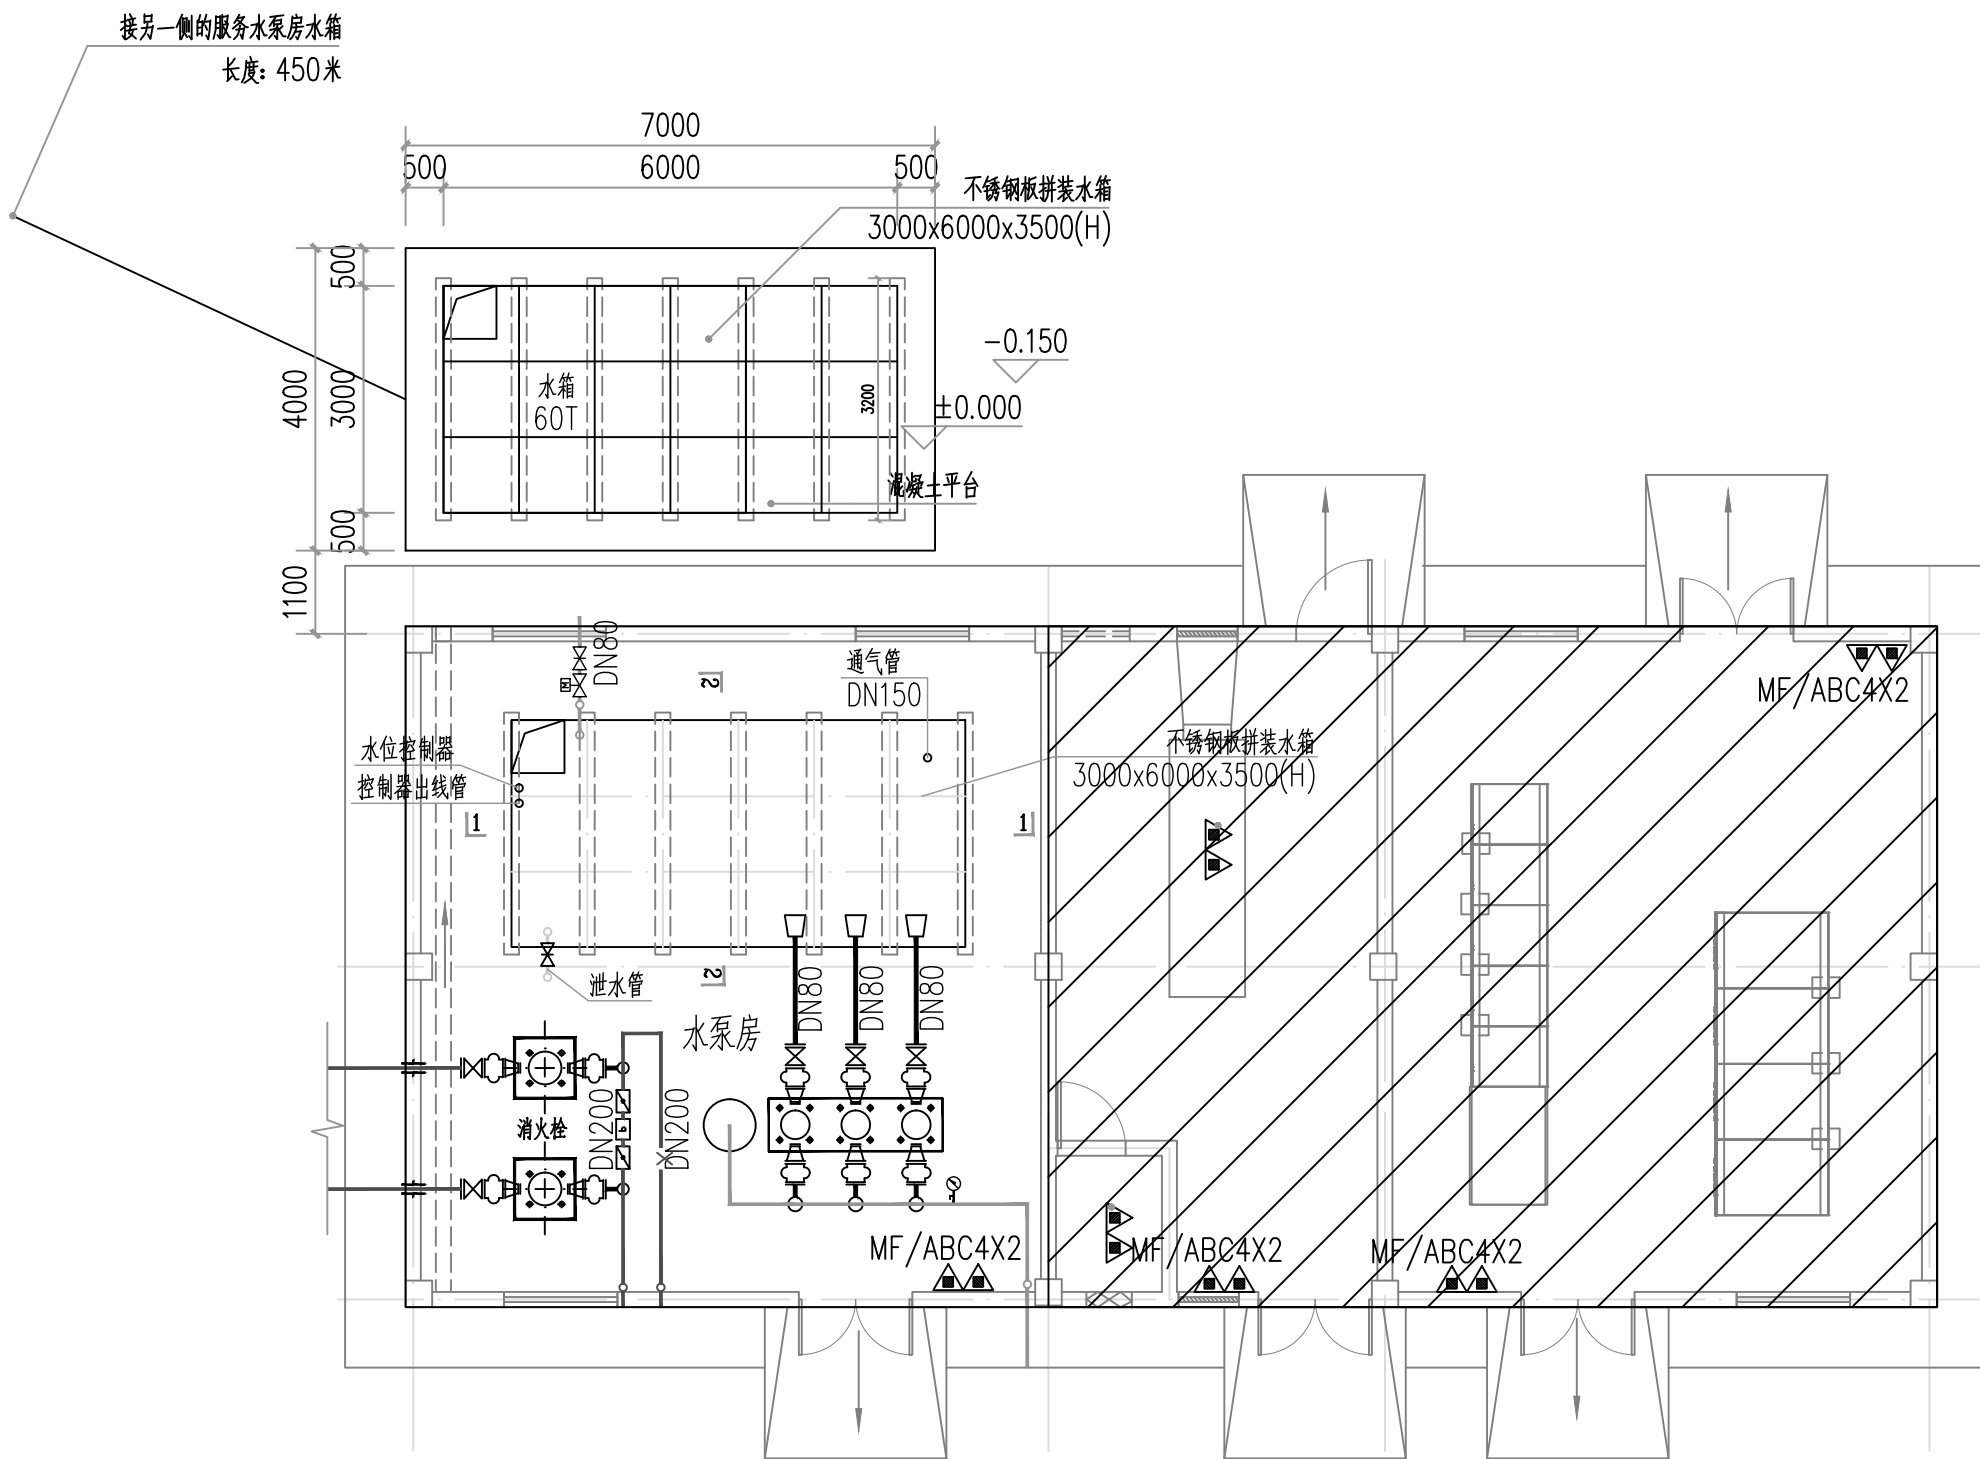 接另一侧的服务水泵房水箱
长度: 450米
7000
500
6000
500
不锈钢板拼装水箱
3000x6000x3500(H)
500
4000
3000
500
1100
水箱
60T
3200
-0.150
±0.000
混凝土平台
DN80
M
2
通气管
DN150
MF/ABC4X2
水位控制器
控制器出线管
不锈钢板拼装水箱
3000x6000x3500(H)
1
1
泄水管
2
DN80
DN80
DN80
水泵房
消火栓
DN200
DN200
MF/ABC4X2
MF/ABC4X2
MF/ABC4X2